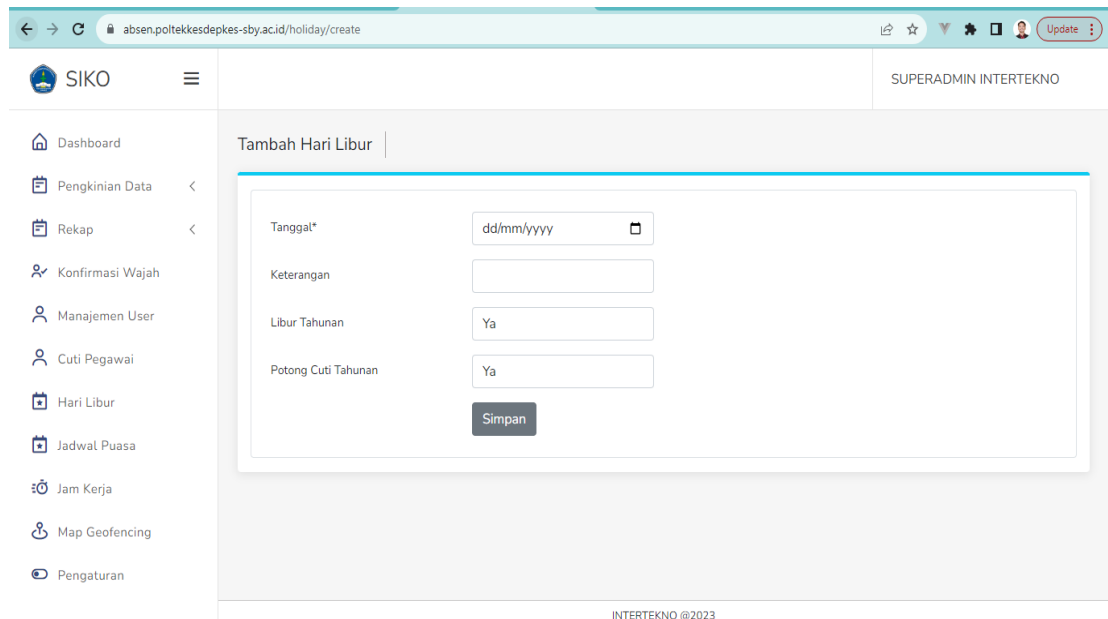 absen.poltekkesdepkes-sby.ac.id/holiday/create
Update
SIKO
SUPERADMIN INTERTEKNO
Dashboard
Pengkinian Data
Rekap
Konfirmasi Wajah
Manajemen User
Cuti Pegawai
Hari Libur
Jadwal Puasa
Jam Kerja
Map Geofencing
Pengaturan
Tambah Hari Libur
Tanggal*
dd/mm/yyyy
Keterangan
Libur Tahunan
Ya
Potong Cuti Tahunan
Ya
Simpan
INTERTEKNO @2023